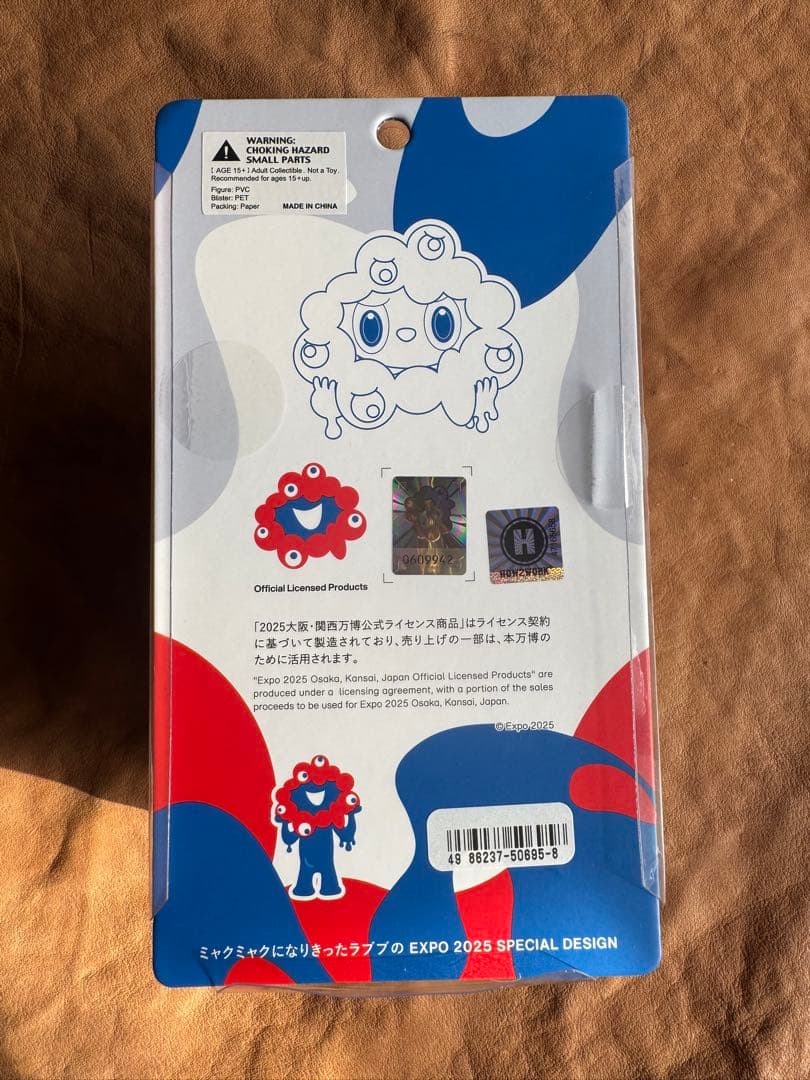 WARNING:
CHOKING HAZARD
SMALL PARTS
[ AGE 15+ ] Adult Collectible. Not a Toy.
Recommended for ages 15+up.
Figure: PVC
Blister: PET
Packing: Paper MADE IN CHINA
0609942
H
HOW2WORK
Official Licensed Products
「2025大阪・関西万博公式ライセンス商品」はライセンス契約
に基づいて製造されており、売り上げの一部は、本万博の
ために活用されます。
"Expo 2025 Osaka, Kansai, Japan Official Licensed Products" are
produced under a licensing agreement, with a portion of the sales
proceeds to be used for Expo 2025 Osaka, Kansai, Japan.
©Expo 2025
49 86237-50695-8
ミャクミャクになりきったラブブの EXPO 2025 SPECIAL DESIGN